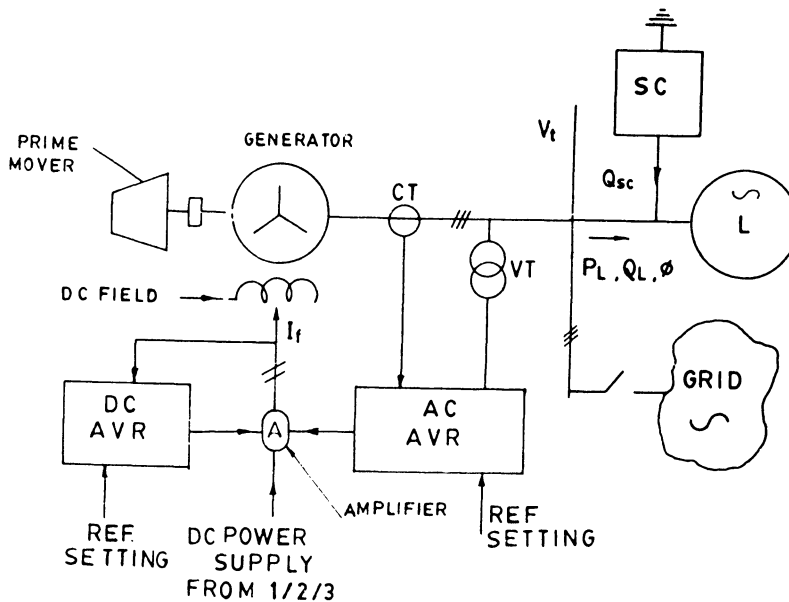 SC
GENERATOR
PRIME
MOVER
Vt
CT
Qsc
L
VT
PL, QL, Ø
DC FIELD
If
GRID
DC
AVR
A
AC
AVR
AMPLIFIER
REF.
SETTING
DC POWER
SUPPLY
FROM 1/2/3
REF
SETTING